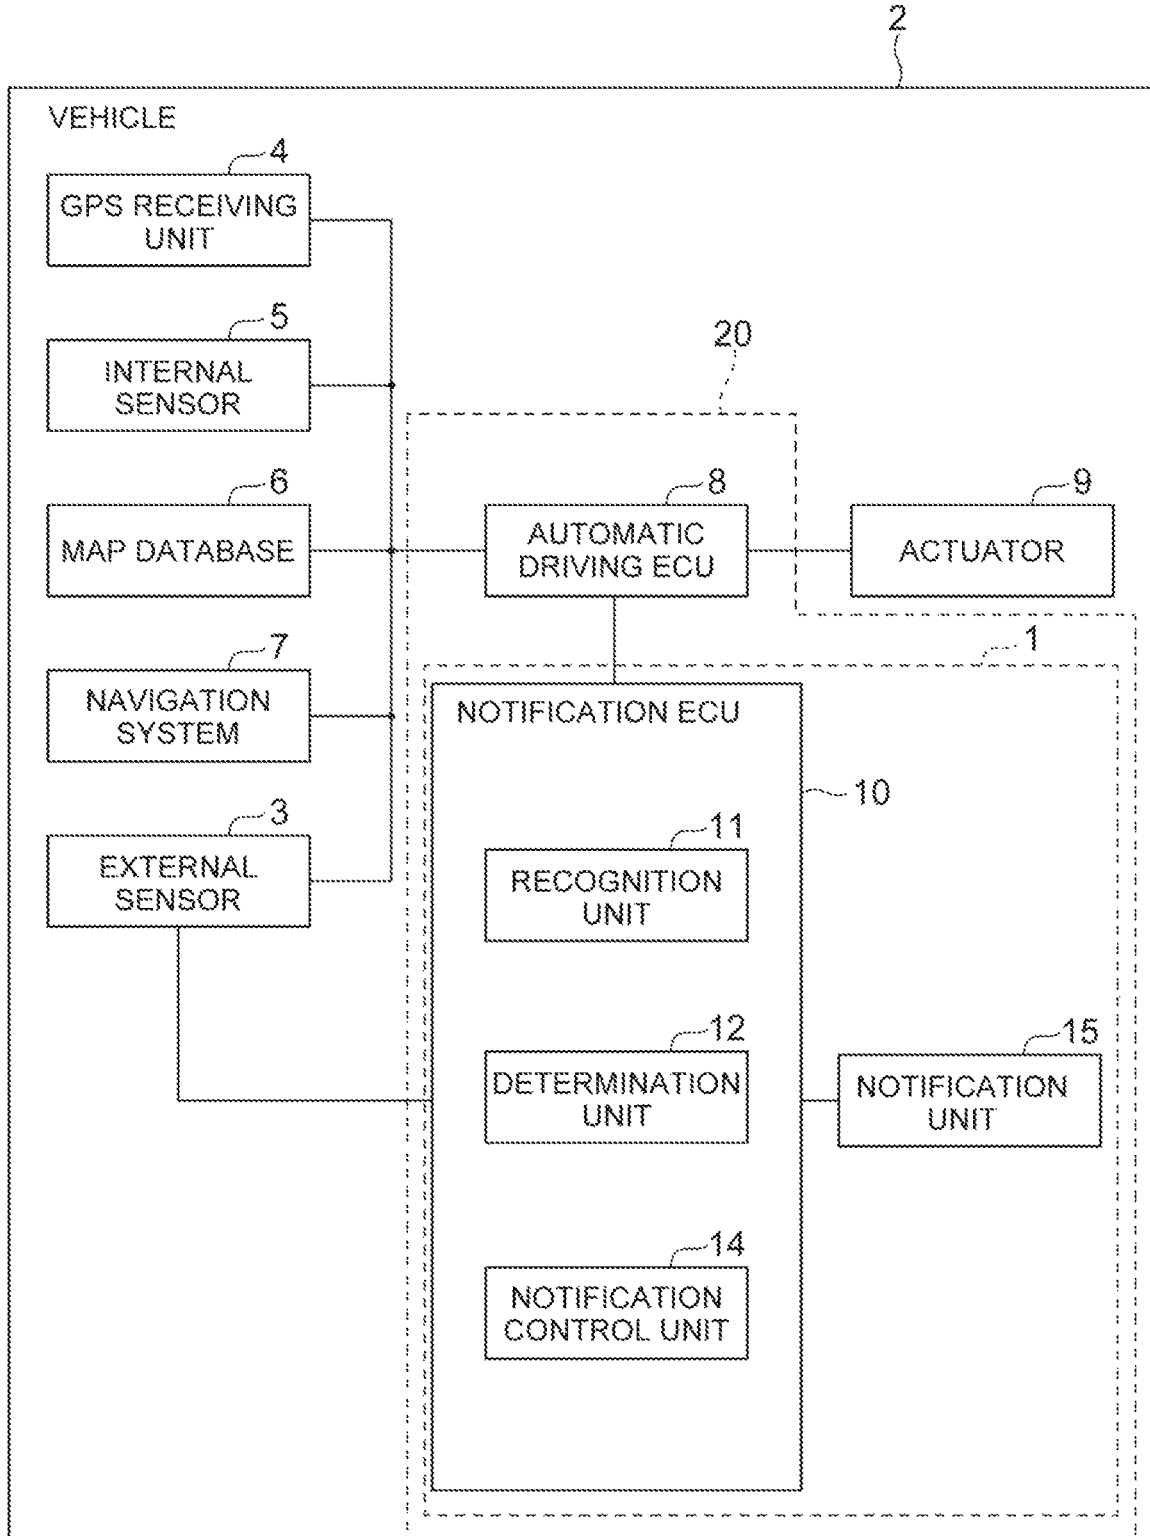 2
VEHICLE
4
GPS RECEIVING
UNIT
5
INTERNAL
SENSOR
20
6
MAP DATABASE
8
AUTOMATIC
DRIVING ECU
9
ACTUATOR
7
NAVIGATION
SYSTEM
1
NOTIFICATION ECU
10
3
EXTERNAL
SENSOR
11
RECOGNITION
UNIT
12
DETERMINATION
UNIT
15
NOTIFICATION
UNIT
14
NOTIFICATION
CONTROL UNIT